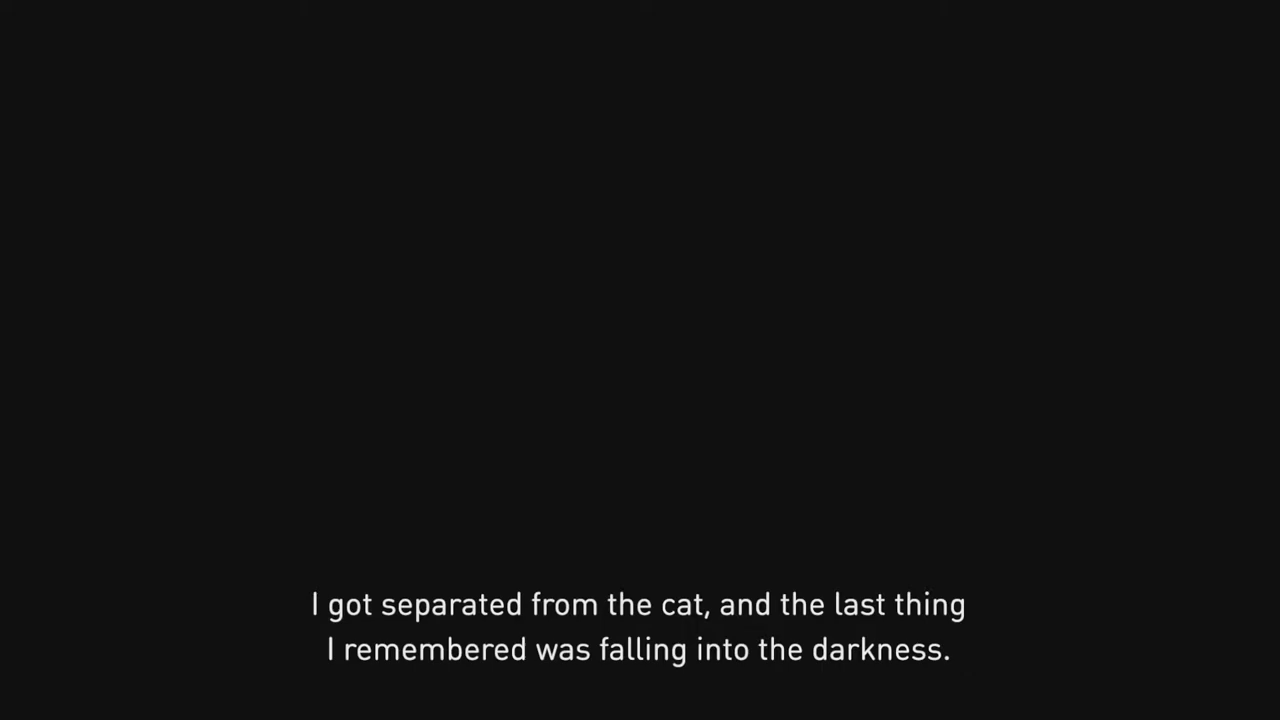 I got separated from the cat, and the last thing
I remembered was falling into the darkness.